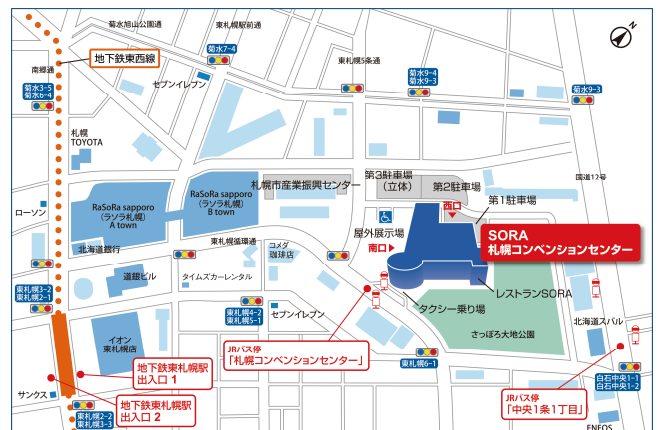 菊水旭山公園通
東札幌駅前通
地下鉄東西線
南郷通
菊水7-4
東札幌5条通
菊水9-4
菊水9-3
菊水9-3
菊水3-5
菊水6-4
セブンイレブン
札幌
TOYOTA
札幌市産業振興センター
第3駐車場
（立体）
第2駐車場
国道12号
RaSoRa sapporo
（ラソラ札幌）
A town
RaSoRa sapporo
（ラソラ札幌）
B town
第1駐車場
西口
ローソン
屋外展示場
南口
SORA
札幌コンベンションセンター
北海道銀行
東札幌循環通
コメダ
珈琲店
道銀ビル
タイムズカーレンタル
レストランSORA
東札幌3-2
東札幌2-1
東札幌4-2
東札幌5-1
セブンイレブン
タクシー乗り場
さっぽろ大地公園
北海道スバル
イオン
東札幌店
JRバス停
「札幌コンベンションセンター」
東札幌6-1
地下鉄東札幌駅
出入口 1
白石中央1-1
白石中央1-2
サンクス
地下鉄東札幌駅
出入口 2
JRバス停
「中央1条1丁目」
東札幌2-2
東札幌3-3
ENEOS